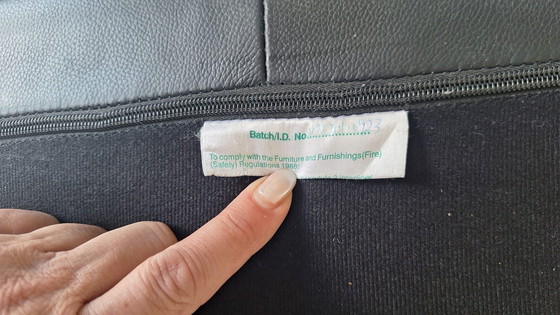 Batch/I.D. No....................
To comply with the Furniture and Furnishings(Fire)
(Safety) Regulations 1988: